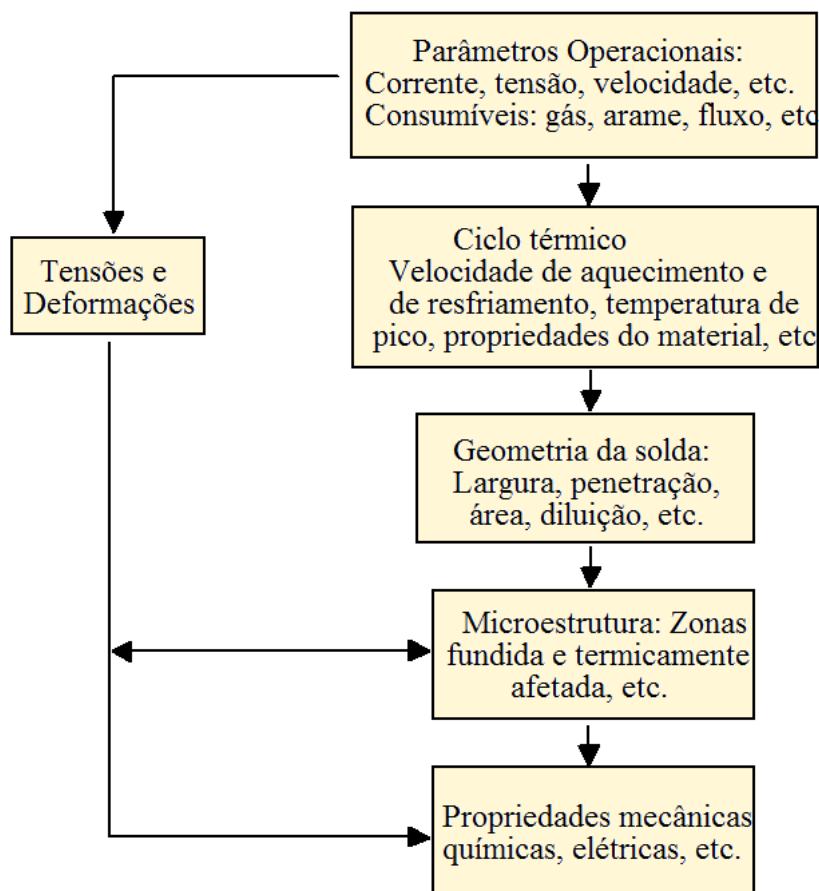 Parâmetros Operacionais:
Corrente, tensão, velocidade, etc.
Consumíveis: gás, arame, fluxo, etc
Tensões e
Deformações
Ciclo térmico
Velocidade de aquecimento e
de resfriamento, temperatura de
pico, propriedades do material, etc
Geometria da solda:
Largura, penetração,
área, diluição, etc.
Microestrutura: Zonas
fundida e termicamente
afetada, etc.
Propriedades mecânicas
químicas, elétricas, etc.